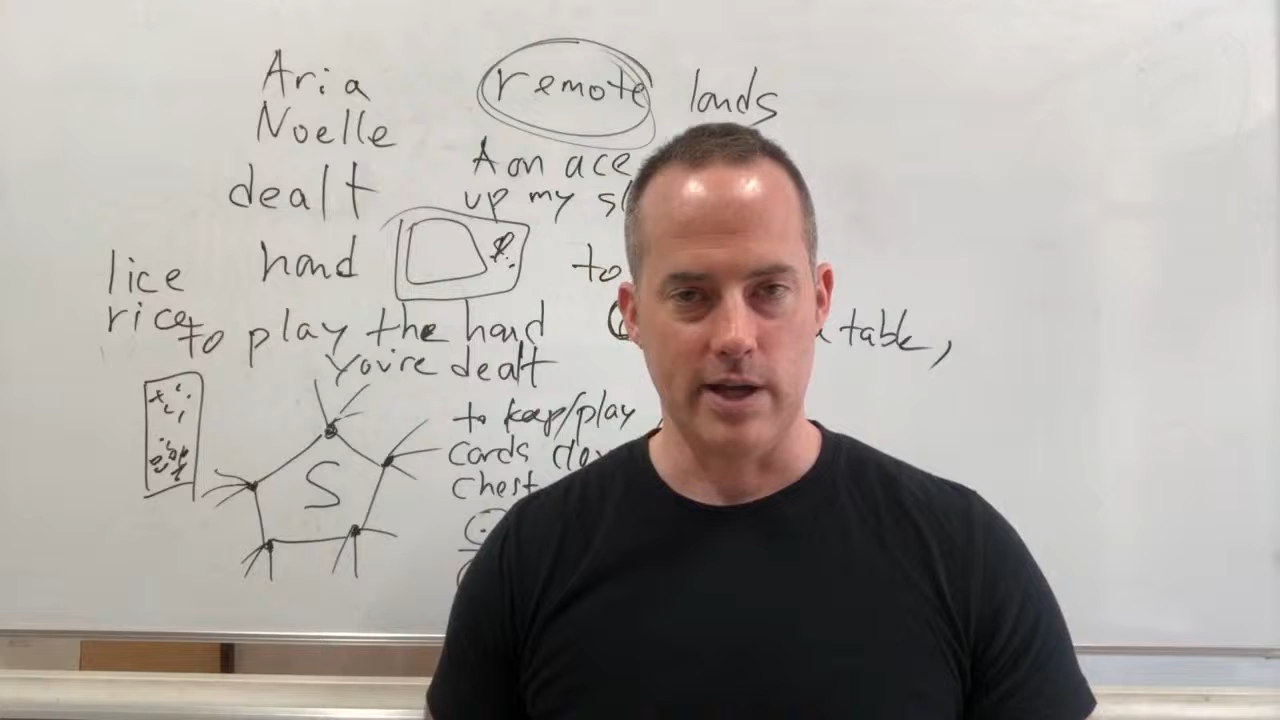 Aria
Noelle
remote lands
dealt
A on ace
up my sl
hand
to
lice
rice
to play the hand
you're dealt
table,
to keep/play
cards clo
chest
S